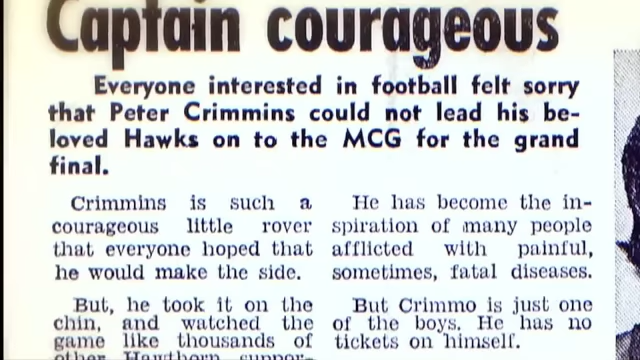 Captain courageous
Everyone interested in football felt sorry
that Peter Crimmins could not lead his be-
loved Hawks on to the MCG for the grand
final.
Crimmins is such a
courageous little rover
that everyone hoped that
he would make the side.
But, he took it on the
chin, and watched the
game like thousands of
other Hawthorn suppor-
He has become the in-
spiration of many people
afflicted with painful,
sometimes, fatal diseases.
But Crimmo is just one
of the boys. He has no
tickets on himself.